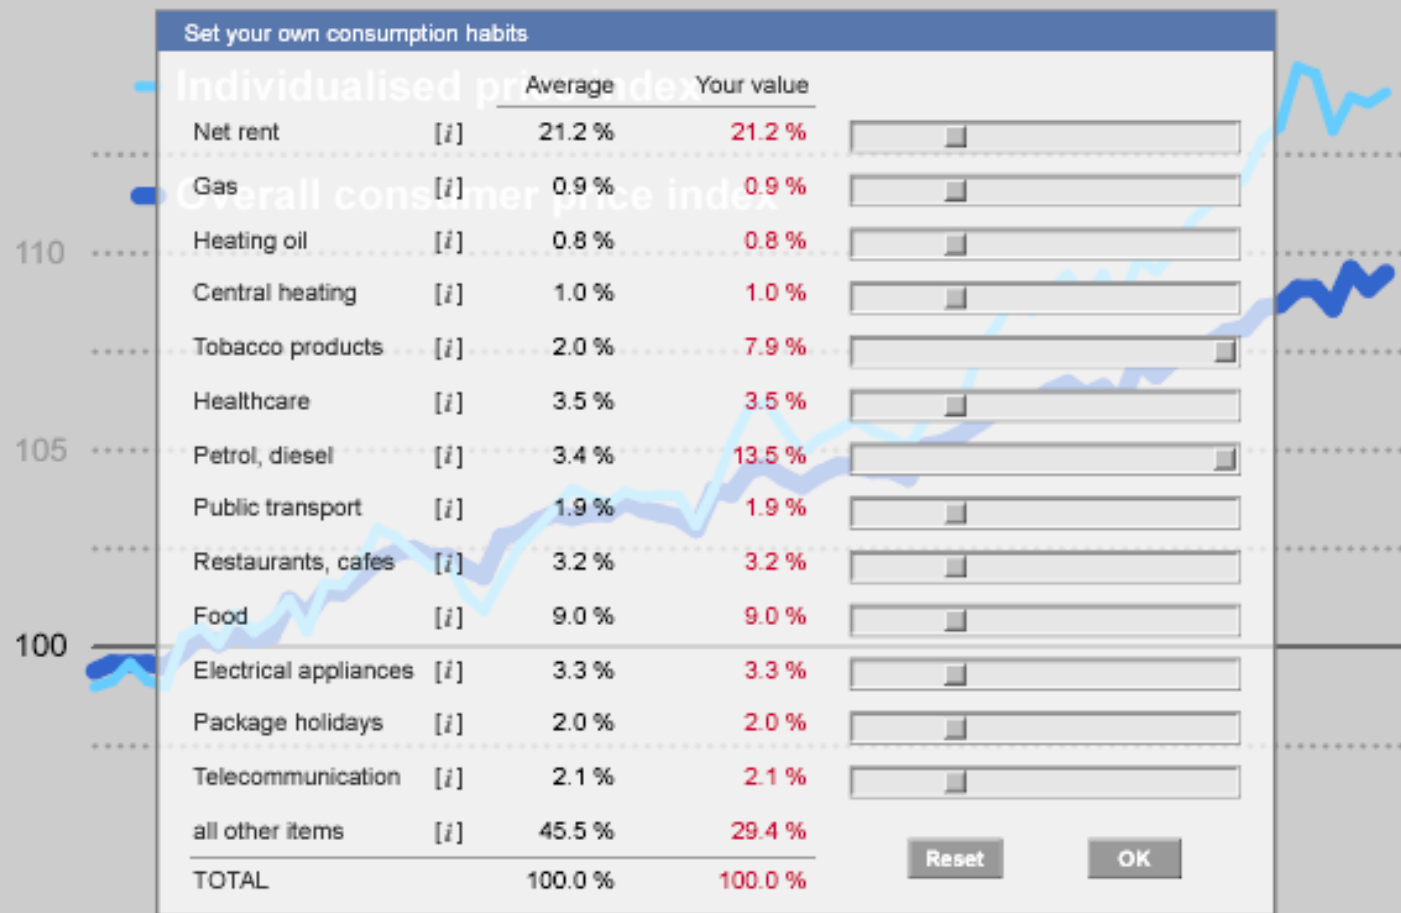 Set your own consumption habits
Individualised price index
Average Your value
Net rent [i] 21.2 % 21.2 %
Gas [i] 0.9 % 0.9 %
Overall consumer price index
110
Heating oil [i] 0.8 % 0.8 %
Central heating [i] 1.0 % 1.0 %
Tobacco products [i] 2.0 % 7.9 %
Healthcare [i] 3.5 % 3.5 %
105
Petrol, diesel [i] 3.4 % 13.5 %
Public transport [i] 1.9 % 1.9 %
Restaurants, cafes [i] 3.2 % 3.2 %
Food [i] 9.0 % 9.0 %
100
Electrical appliances [i] 3.3 % 3.3 %
Package holidays [i] 2.0 % 2.0 %
Telecommunication [i] 2.1 % 2.1 %
all other items [i] 45.5 % 29.4 %
Reset OK
TOTAL 100.0 % 100.0 %